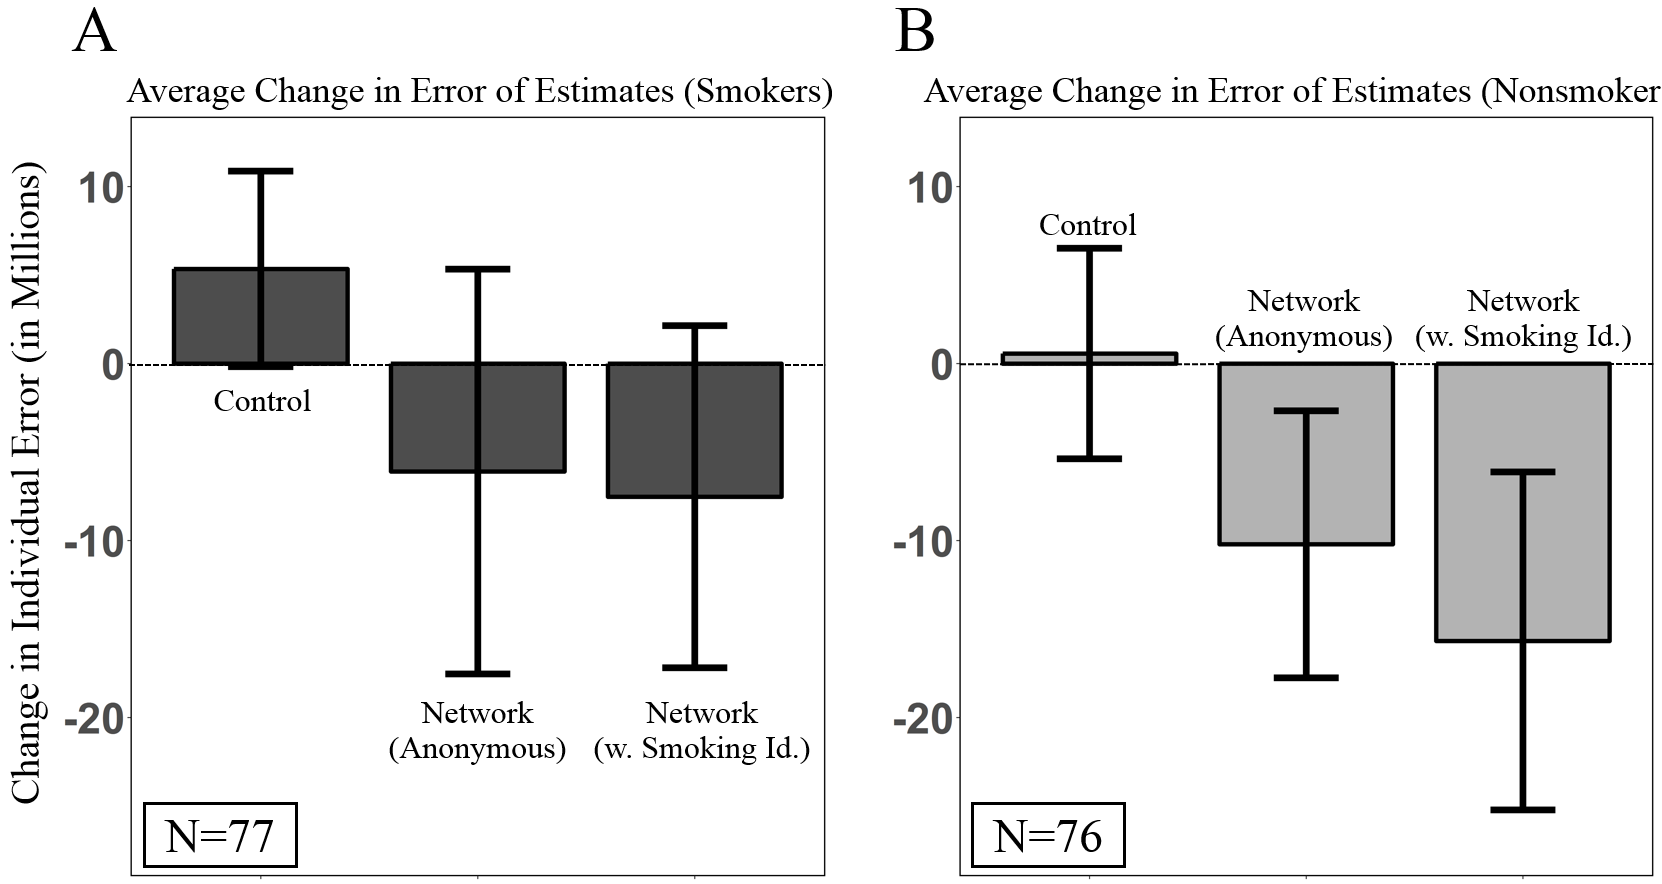 A
Average Change in Error of Estimates (Smokers)
Change in Individual Error (in Millions)
10
0
-10
-20
Control
Network
(Anonymous)
Network
(w. Smoking Id.)
N=77
B
Average Change in Error of Estimates (Nonsmoker
10
0
-10
-20
Control
Network
(Anonymous)
Network
(w. Smoking Id.)
N=76